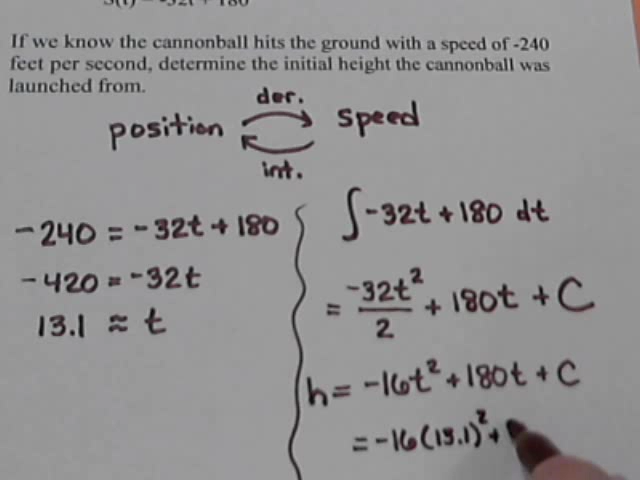 S(t) = -32t + 180
If we know the cannonball hits the ground with a speed of -240
feet per second, determine the initial height the cannonball was
launched from.
der.
position speed
int.
-240 = -32t + 180
-420 = -32t
13.1 ≈ t
∫ -32t + 180 dt
= -32t²/2 + 180t + C
h = -16t² + 180t + C
= -16(13.1)² +